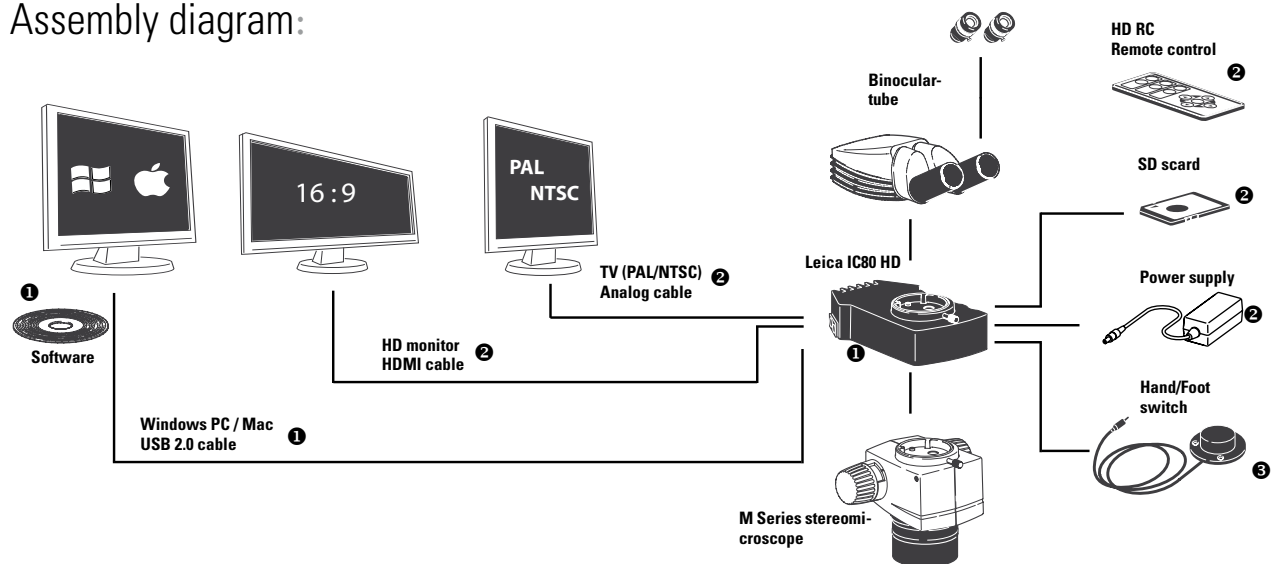 Assembly diagram:
HD RC
Remote control
❷
Binocular-
tube
SD scard
❷
PAL
NTSC
16:9
TV (PAL/NTSC)
Analog cable
❷
Leica IC80 HD
❶
Power supply
❷
❶
Software
HD monitor
HDMI cable
❷
Hand/Foot
switch
❸
Windows PC / Mac
USB 2.0 cable
❶
M Series stereomi-
croscope